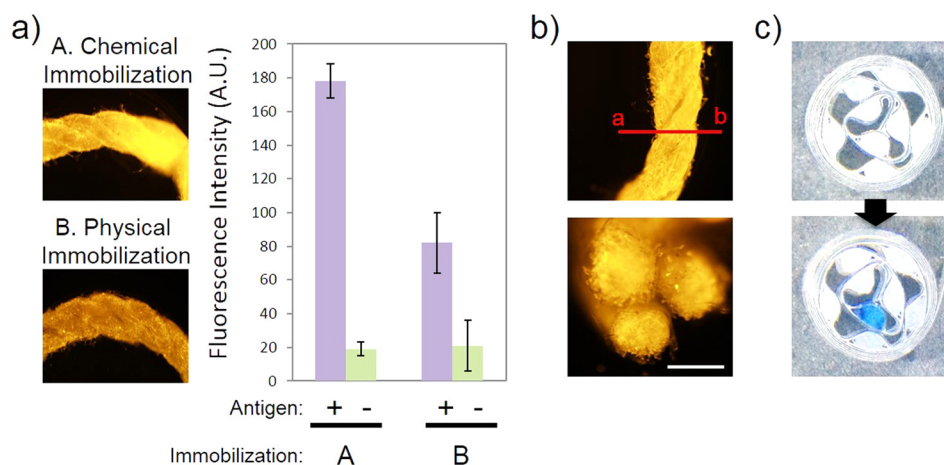 a)
A. Chemical
Immobilization
B. Physical
Immobilization
Fluorescence Intensity (A.U.)
200
180
160
140
120
100
80
60
40
20
0
Antigen: + - + -
Immobilization: A B
b)
a b
c)